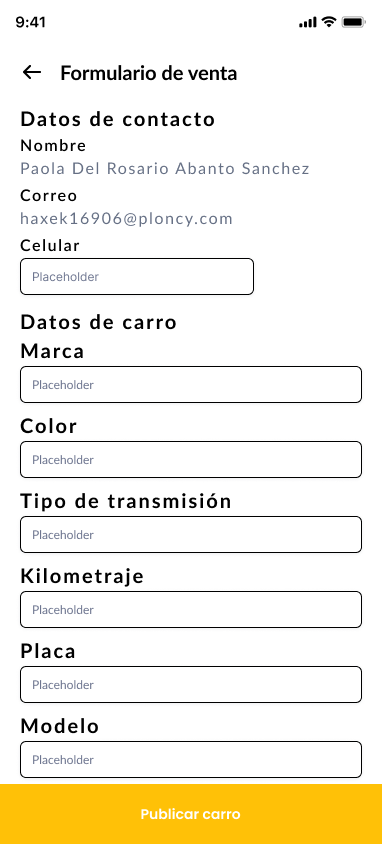 9:41
Formulario de venta
Datos de contacto
Nombre
Paola Del Rosario Abanto Sanchez
Correo
haxek16906@ploncy.com
Celular
Placeholder
Datos de carro
Marca
Placeholder
Color
Placeholder
Tipo de transmisión
Placeholder
Kilometraje
Placeholder
Placa
Placeholder
Modelo
Placeholder
Publicar carro